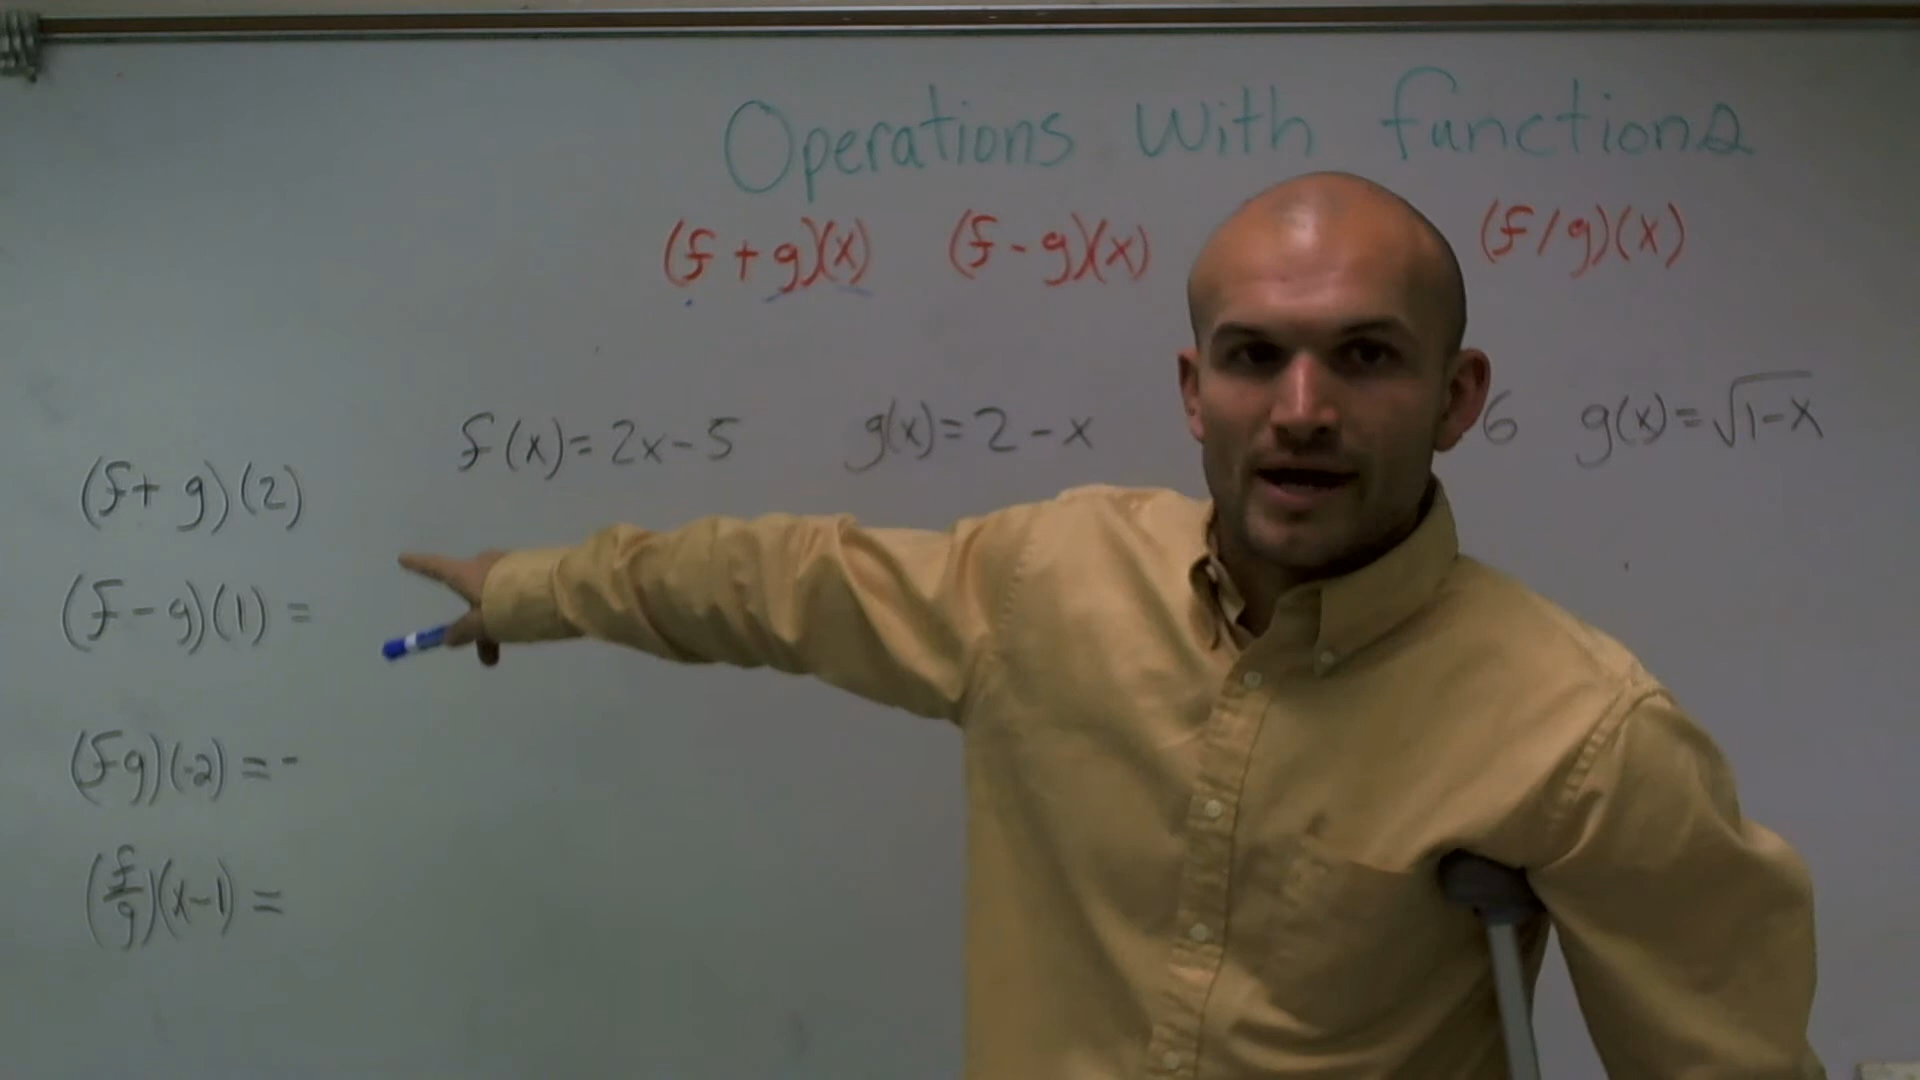 Operations with functions
(f + g)(x) (f - g)(x) (f/g)(x)
f(x) = 2x - 5 g(x) = 2 - x 6 g(x) = √1-x
(f + g)(2)
(f - g)(1) =
(fg)(-2) = -
(f/g)(x-1) =